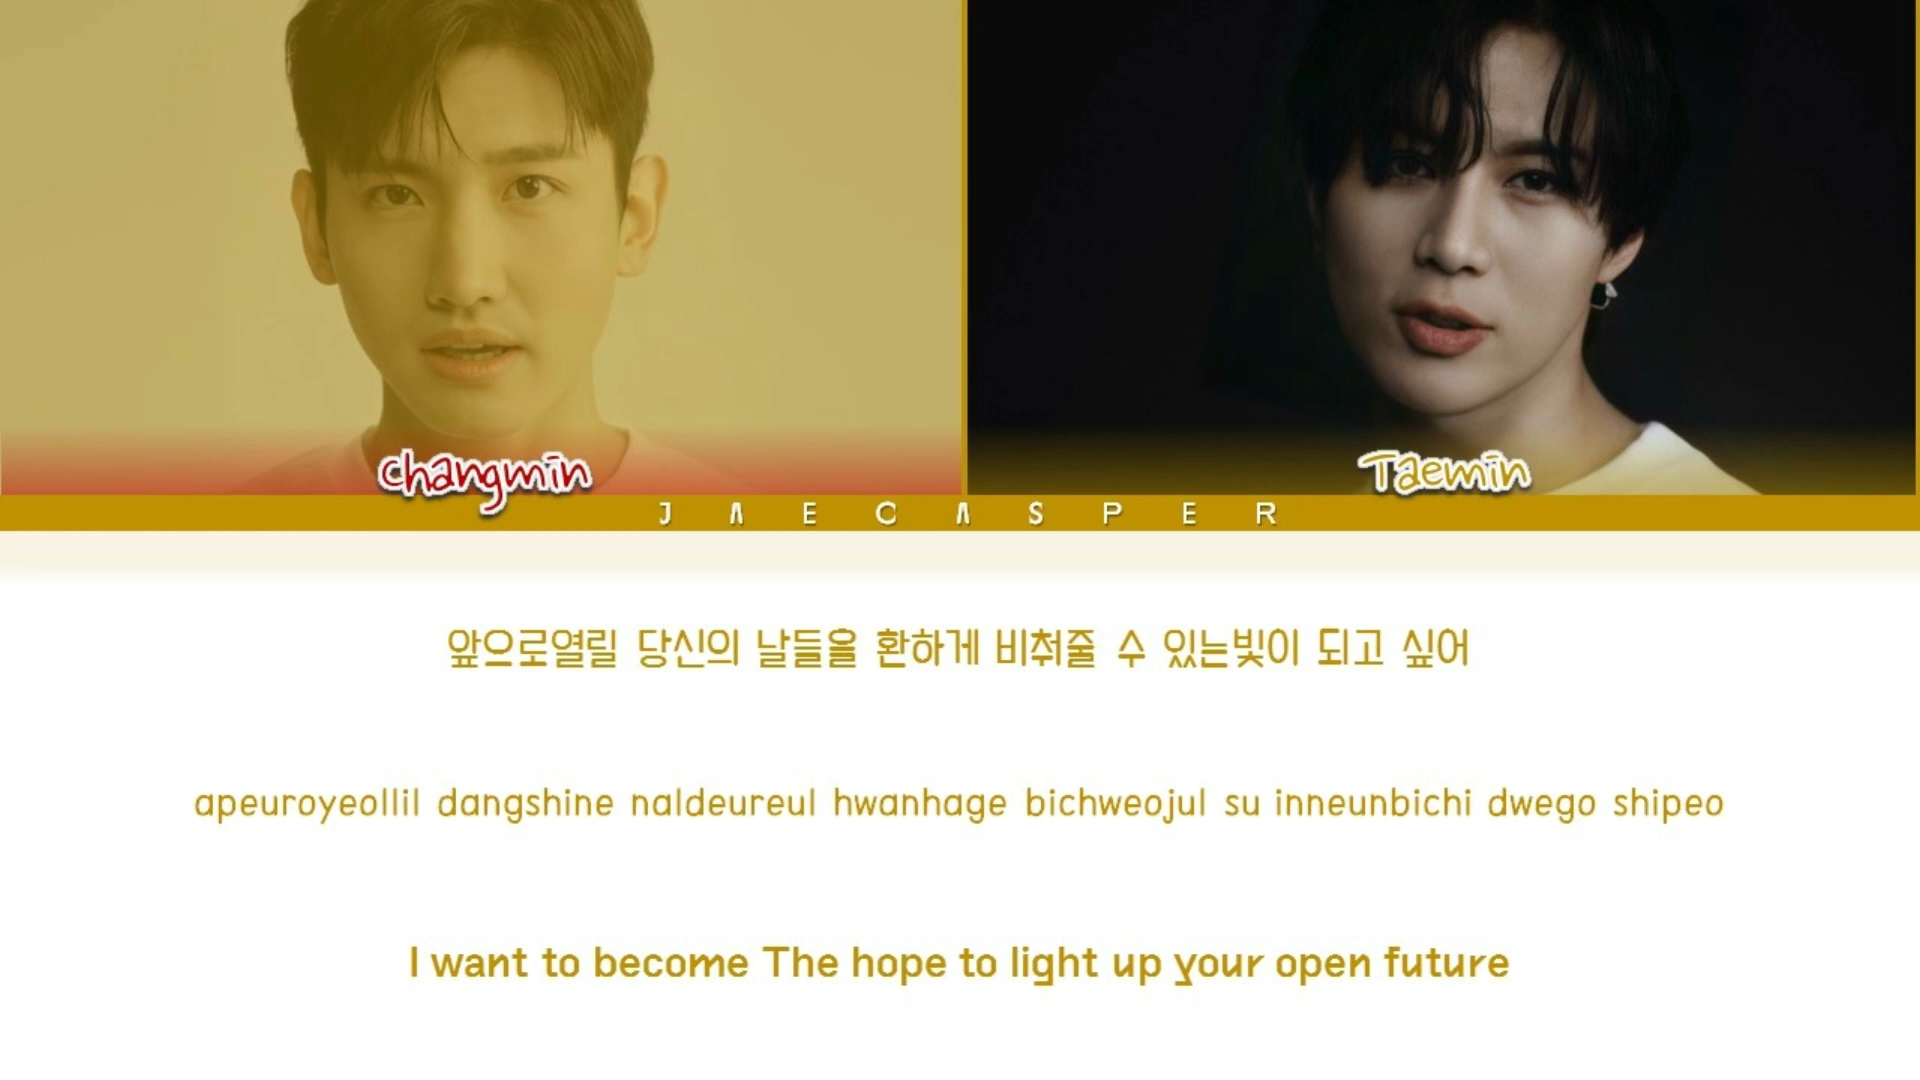 changmin
Taemin
JAECASPER
앞으로열릴 당신의 날들을 환하게 비춰줄 수 있는빛이 되고 싶어
apeuroyeollil dangshine naldeureul hwanhage bichweojul su inneunbichi dwego shipeo
I want to become The hope to light up your open future